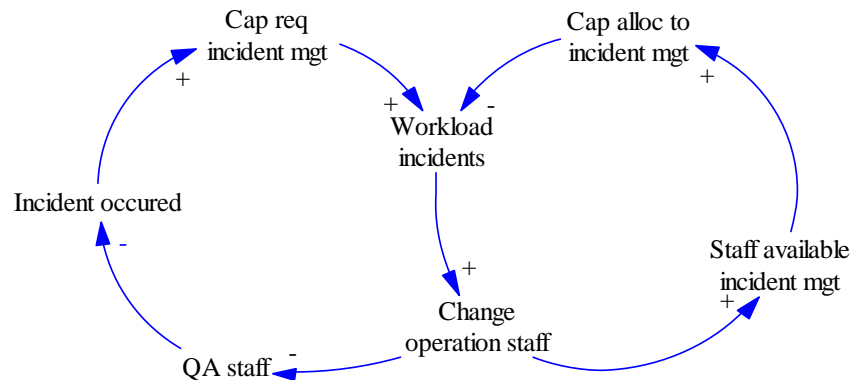 Cap req
incident mgt
+
Cap alloc to
incident mgt
+
+
-
Workload
incidents
Incident occured
-
Staff available
incident mgt
+
+
Change
operation staff
-
QA staff